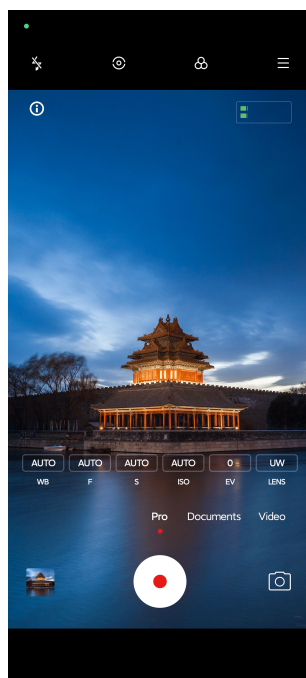 AUTO AUTO AUTO AUTO 0 UW
WB F S ISO EV LENS
Pro Documents Video